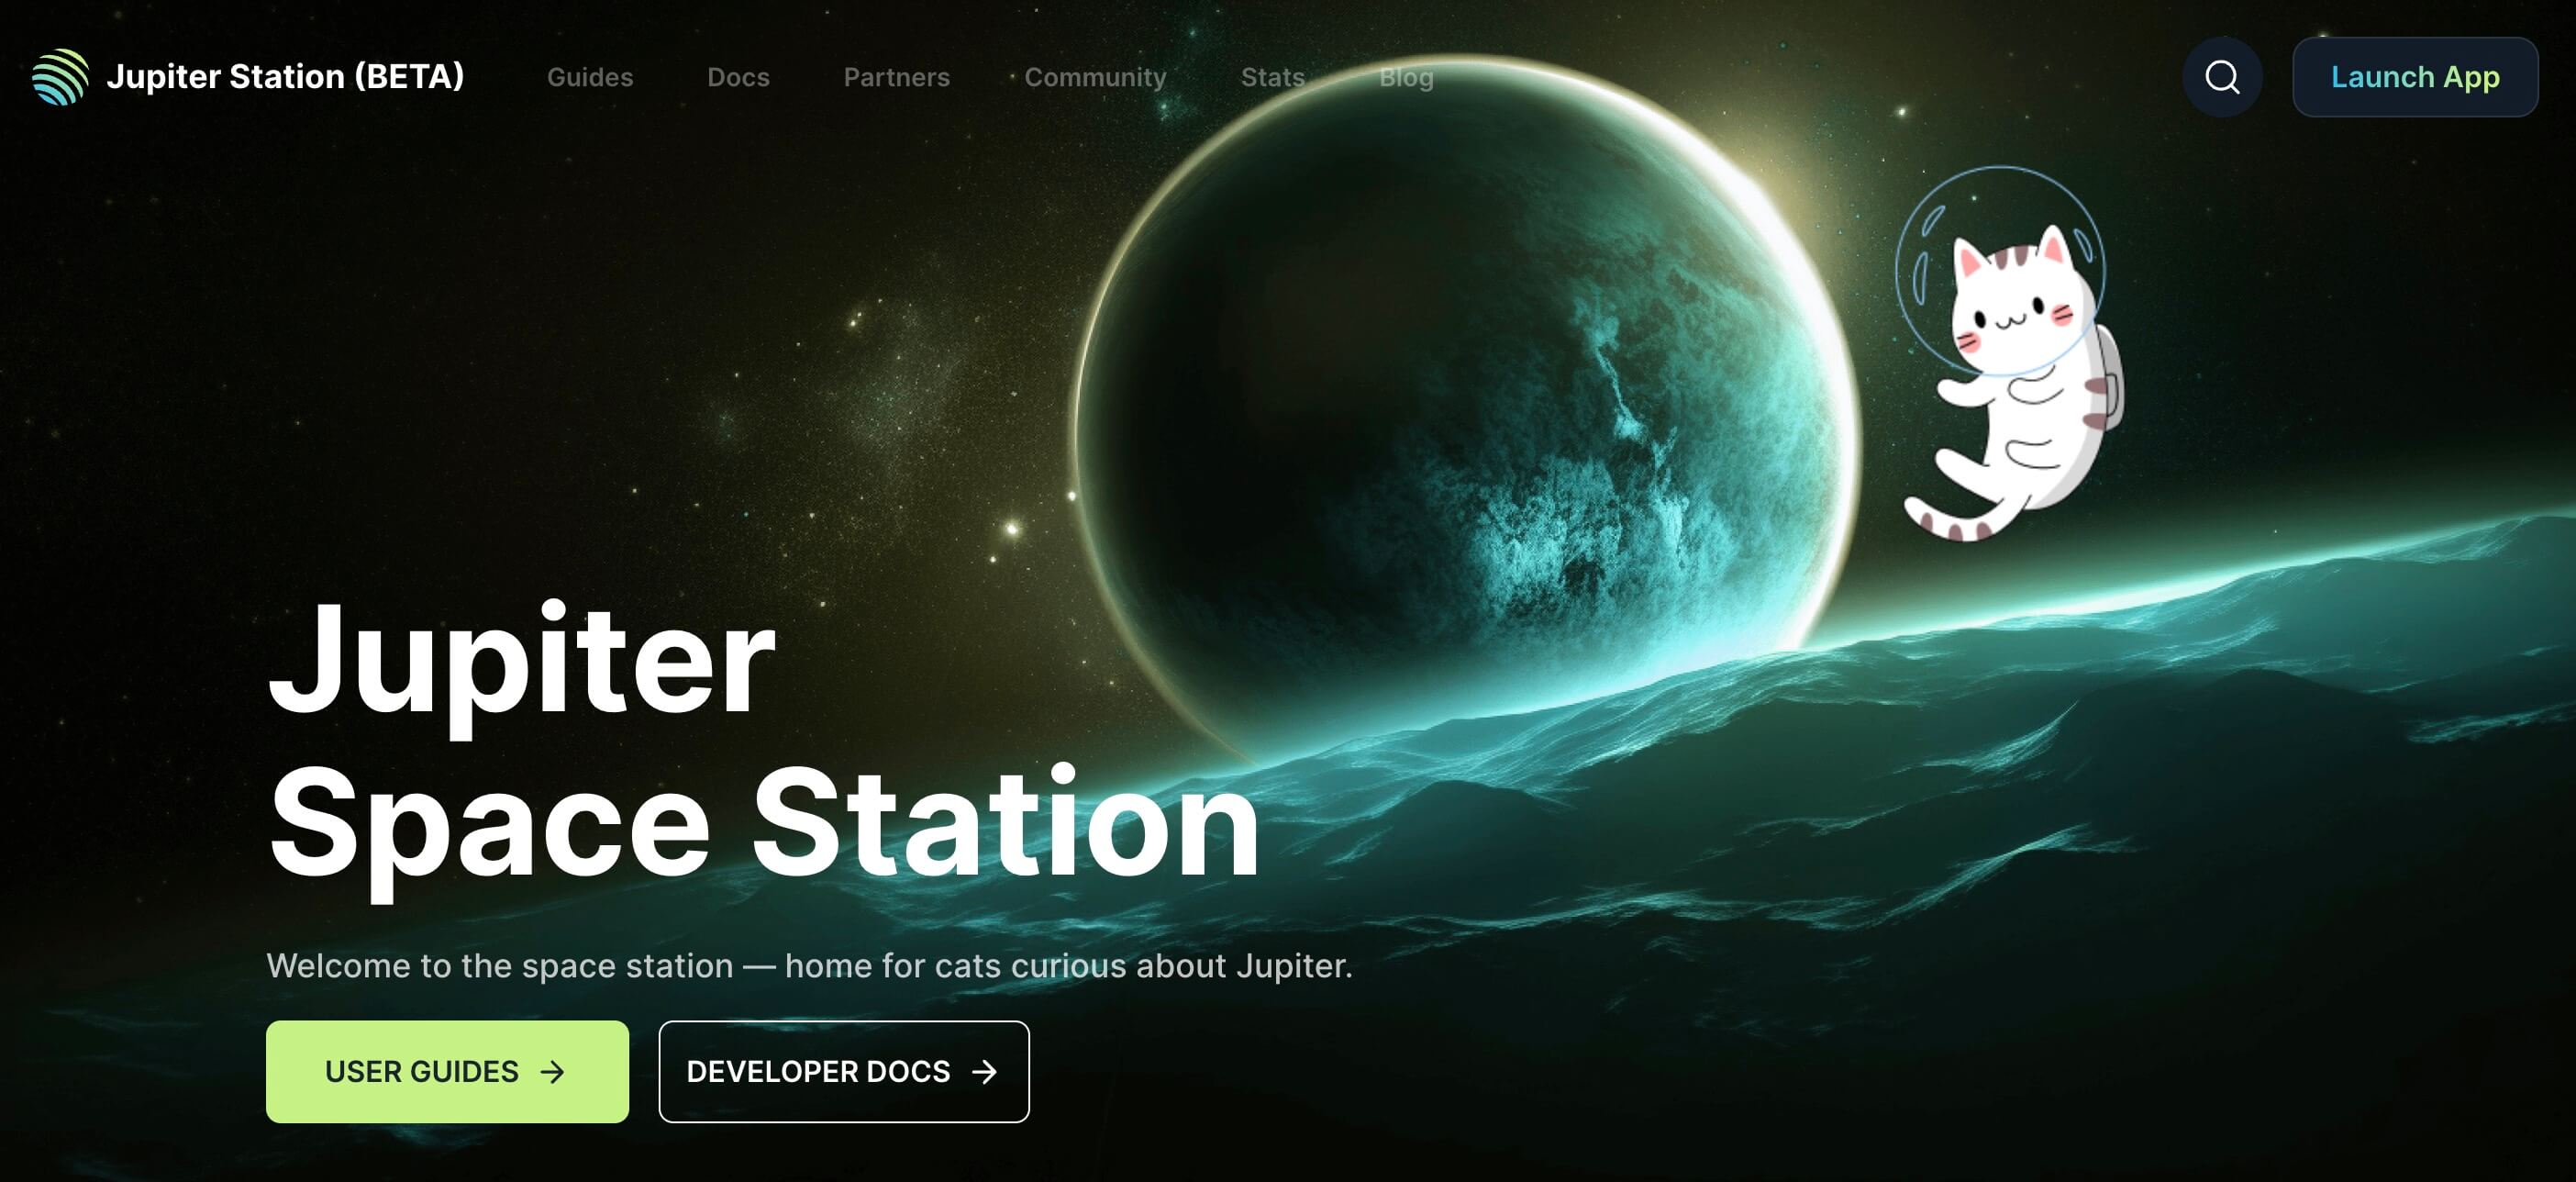 Jupiter Station (BETA)
Guides
Docs
Partners
Community
Stats
Blog
Launch App
Jupiter
Space Station
Welcome to the space station — home for cats curious about Jupiter.
USER GUIDES
DEVELOPER DOCS